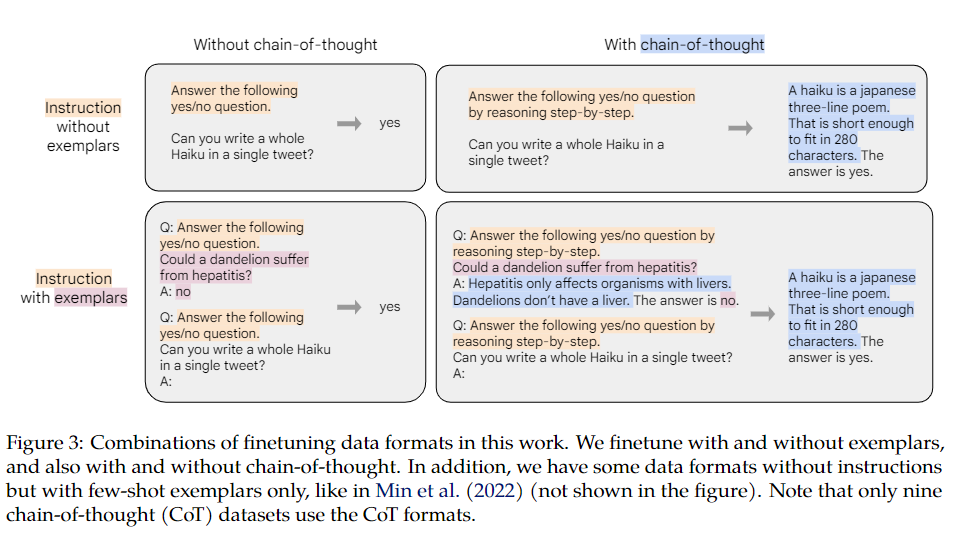 Without chain-of-thought
With chain-of-thought
Instruction
without
exemplars
Answer the following
yes/no question.
Can you write a whole
Haiku in a single tweet?
yes
Answer the following yes/no question
by reasoning step-by-step.
Can you write a whole Haiku in a
single tweet?
A haiku is a japanese
three-line poem.
That is short enough
to fit in 280
characters. The
answer is yes.
Instruction
with exemplars
Q: Answer the following
yes/no question.
Could a dandelion suffer
from hepatitis?
A: no
Q: Answer the following
yes/no question.
Can you write a whole Haiku
in a single tweet?
A:
yes
Q: Answer the following yes/no question by
reasoning step-by-step.
Could a dandelion suffer from hepatitis?
A: Hepatitis only affects organisms with livers.
Dandelions don’t have a liver. The answer is no.
Q: Answer the following yes/no question by
reasoning step-by-step.
Can you write a whole Haiku in a single tweet?
A:
A haiku is a japanese
three-line poem.
That is short enough
to fit in 280
characters. The
answer is yes.
Figure 3: Combinations of finetuning data formats in this work. We finetune with and without exemplars,
and also with and without chain-of-thought. In addition, we have some data formats without instructions
but with few-shot exemplars only, like in Min et al. (2022) (not shown in the figure). Note that only nine
chain-of-thought (CoT) datasets use the CoT formats.